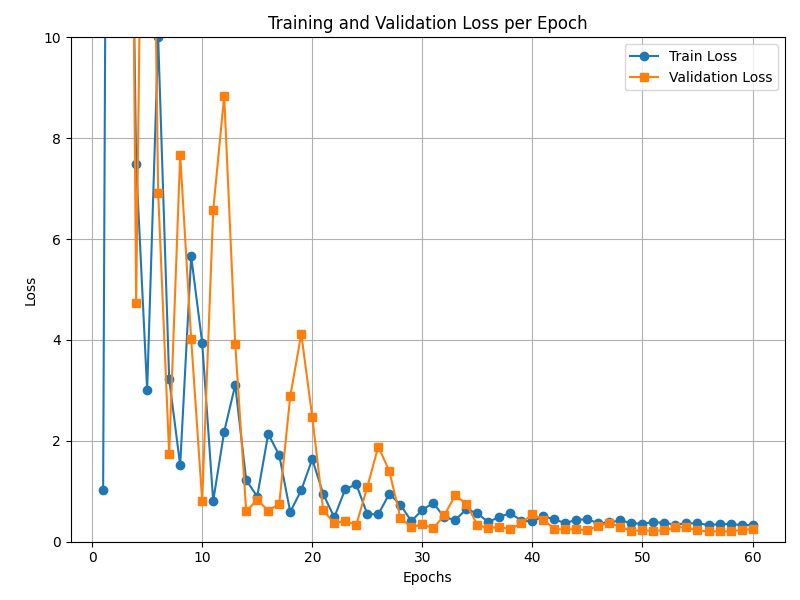 Training and Validation Loss per Epoch
Train Loss
Validation Loss
Loss
10
8
6
4
2
0
0 10 20 30 40 50 60
Epochs